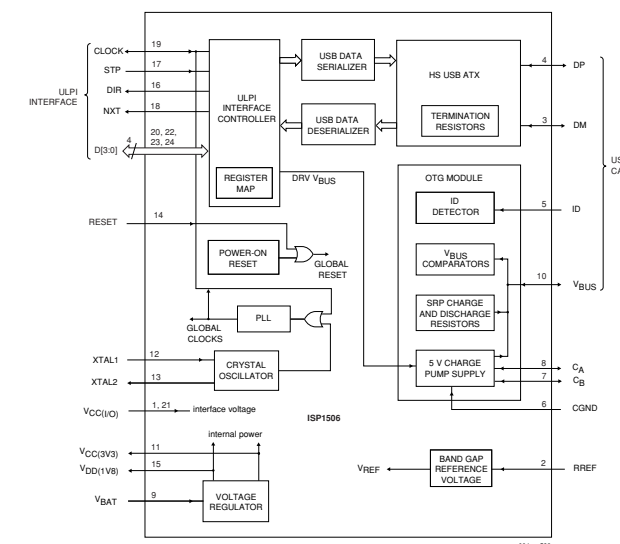 CLOCK 19
STP 17
DIR 16
NXT 18
ULPI
INTERFACE
D[3:0] 4
20, 22,
23, 24
ULPI
INTERFACE
CONTROLLER
REGISTER
MAP
USB DATA
SERIALIZER
USB DATA
DESERIALIZER
HS USB ATX
TERMINATION
RESISTORS
4 DP
3 DM
DRV VBUS
OTG MODULE
ID
DETECTOR
5 ID
VBUS
COMPARATORS
10 VBUS
SRP CHARGE
AND DISCHARGE
RESISTORS
5 V CHARGE
PUMP SUPPLY
8 CA
7 CB
6 CGND
RESET 14
POWER-ON
RESET
GLOBAL
RESET
PLL
GLOBAL
CLOCKS
XTAL1 12
XTAL2 13
CRYSTAL
OSCILLATOR
ISP1506
VCC(I/O) 1, 21 interface voltage
internal power
VCC(3V3) 11
VDD(1V8) 15
VBAT 9
VOLTAGE
REGULATOR
VREF
BAND GAP
REFERENCE
VOLTAGE
2 RREF